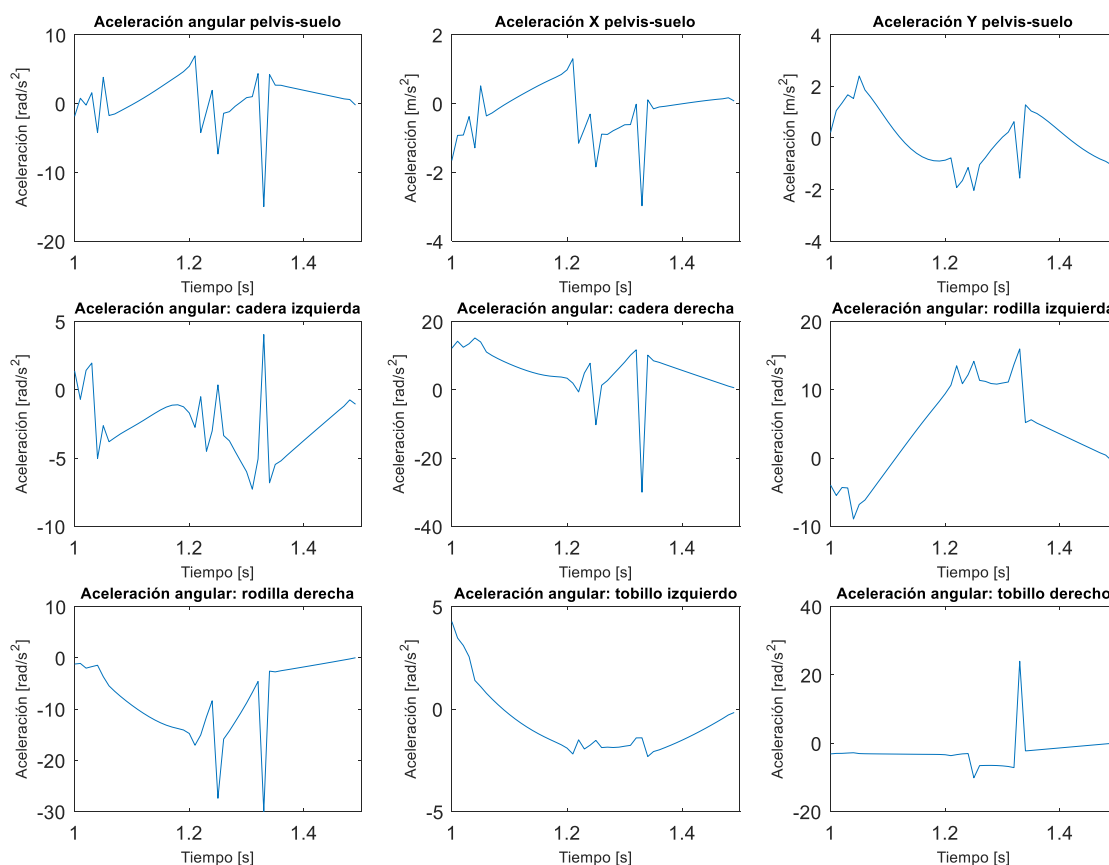 Aceleración angular pelvis-suelo
Aceleración X pelvis-suelo
Aceleración Y pelvis-suelo
Aceleración [rad/s²]
10
0
-10
-20
1
1.2
1.4
Tiempo [s]
Aceleración [m/s²]
2
0
-2
-4
1
1.2
1.4
Tiempo [s]
Aceleración [m/s²]
4
2
0
-2
-4
1
1.2
1.4
Tiempo [s]
Aceleración angular: cadera izquierda
Aceleración angular: cadera derecha
Aceleración angular: rodilla izquierda
Aceleración [rad/s²]
5
0
-5
-10
1
1.2
1.4
Tiempo [s]
Aceleración [rad/s²]
20
0
-20
-40
1
1.2
1.4
Tiempo [s]
Aceleración [rad/s²]
20
10
0
-10
1
1.2
1.4
Tiempo [s]
Aceleración angular: rodilla derecha
Aceleración angular: tobillo izquierdo
Aceleración angular: tobillo derecho
Aceleración [rad/s²]
10
0
-10
-20
-30
1
1.2
1.4
Tiempo [s]
Aceleración [rad/s²]
5
0
-5
1
1.2
1.4
Tiempo [s]
Aceleración [rad/s²]
40
20
0
-20
1
1.2
1.4
Tiempo [s]